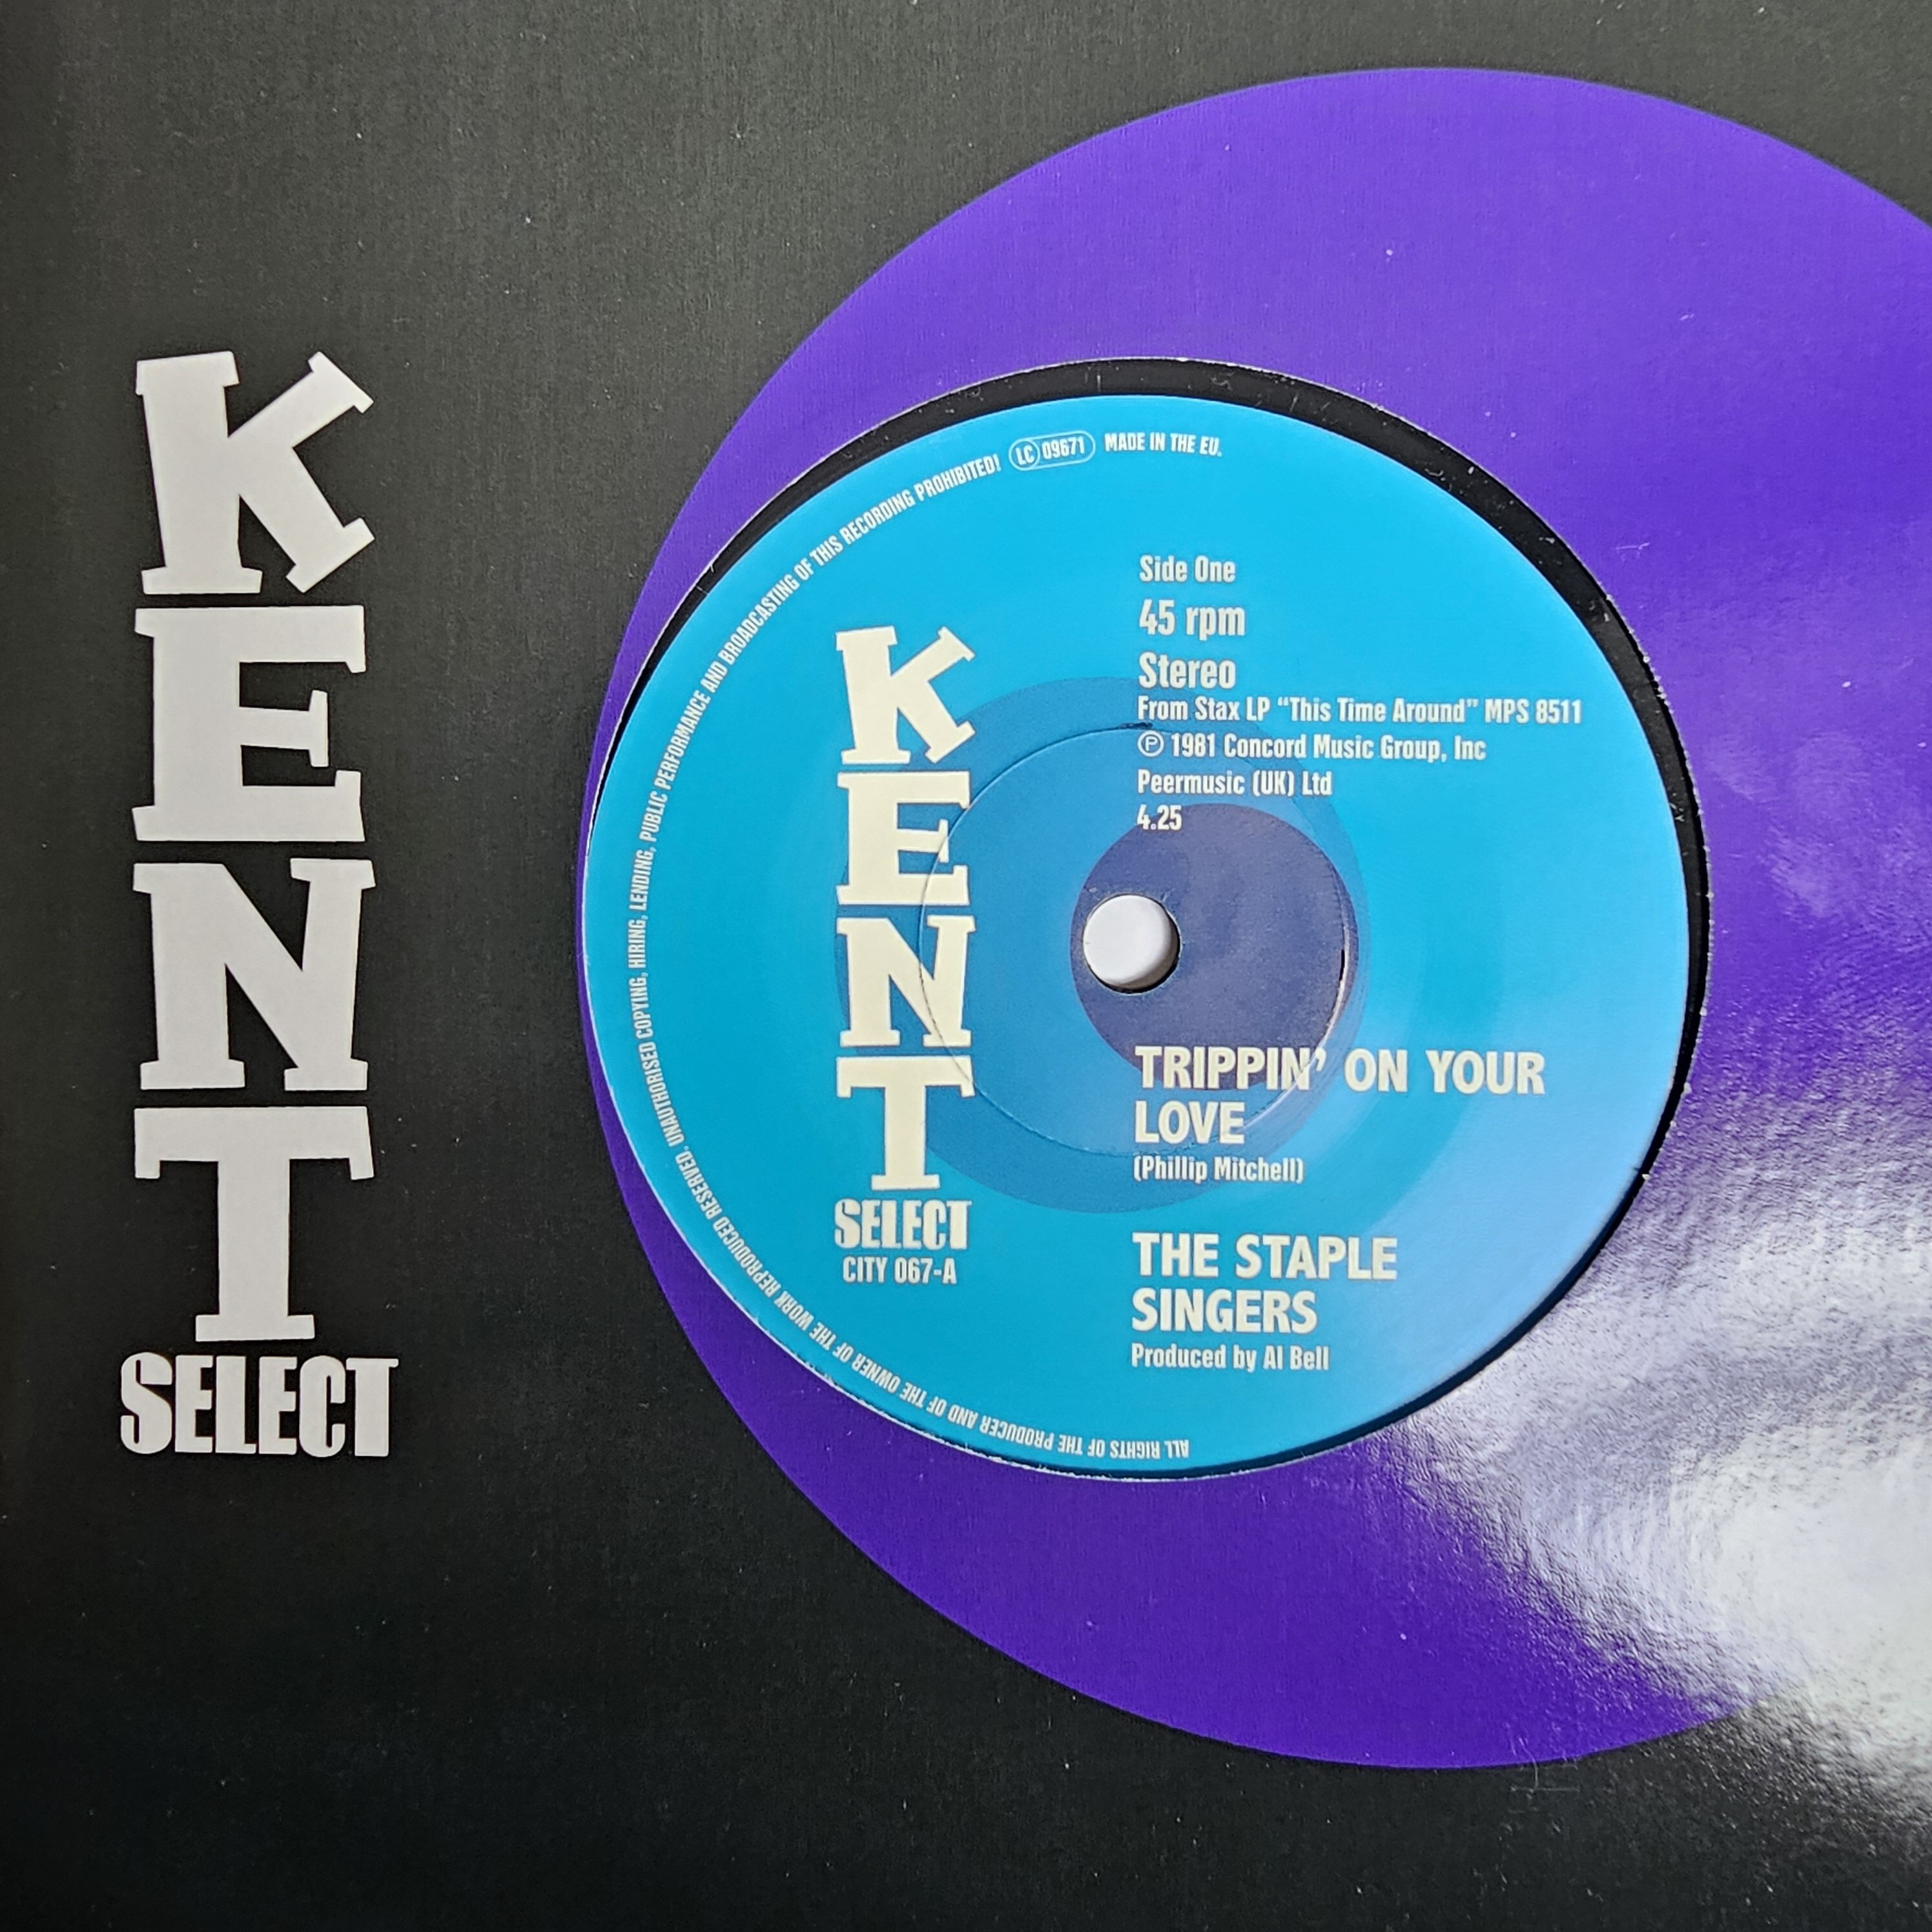 KENT
SELECT
ALL RIGHTS OF THE PRODUCER AND OF THE OWNER OF THE WORK REPRODUCED RESERVED. UNAUTHORISED COPYING, HIRING, LENDING, PUBLIC PERFORMANCE AND BROADCASTING OF THIS RECORDING PROHIBITED! LC 09671 MADE IN THE EU.
KENT
SELECT
CITY 067-A
Side One
45 rpm
Stereo
From Stax LP “This Time Around” MPS 8511
℗ 1981 Concord Music Group, Inc
Peermusic (UK) Ltd
4.25
TRIPPIN’ ON YOUR
LOVE
(Phillip Mitchell)
THE STAPLE
SINGERS
Produced by Al Bell